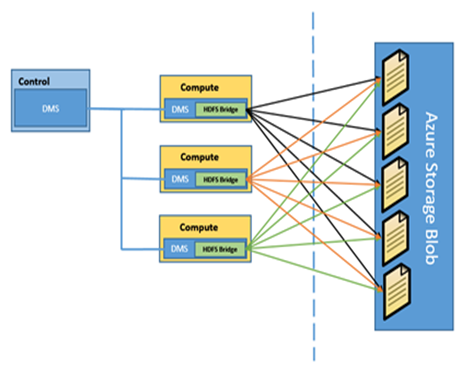 Control
DMS
Compute
DMS HDFS Bridge
Compute
DMS HDFS Bridge
Compute
DMS HDFS Bridge
Azure Storage Blob